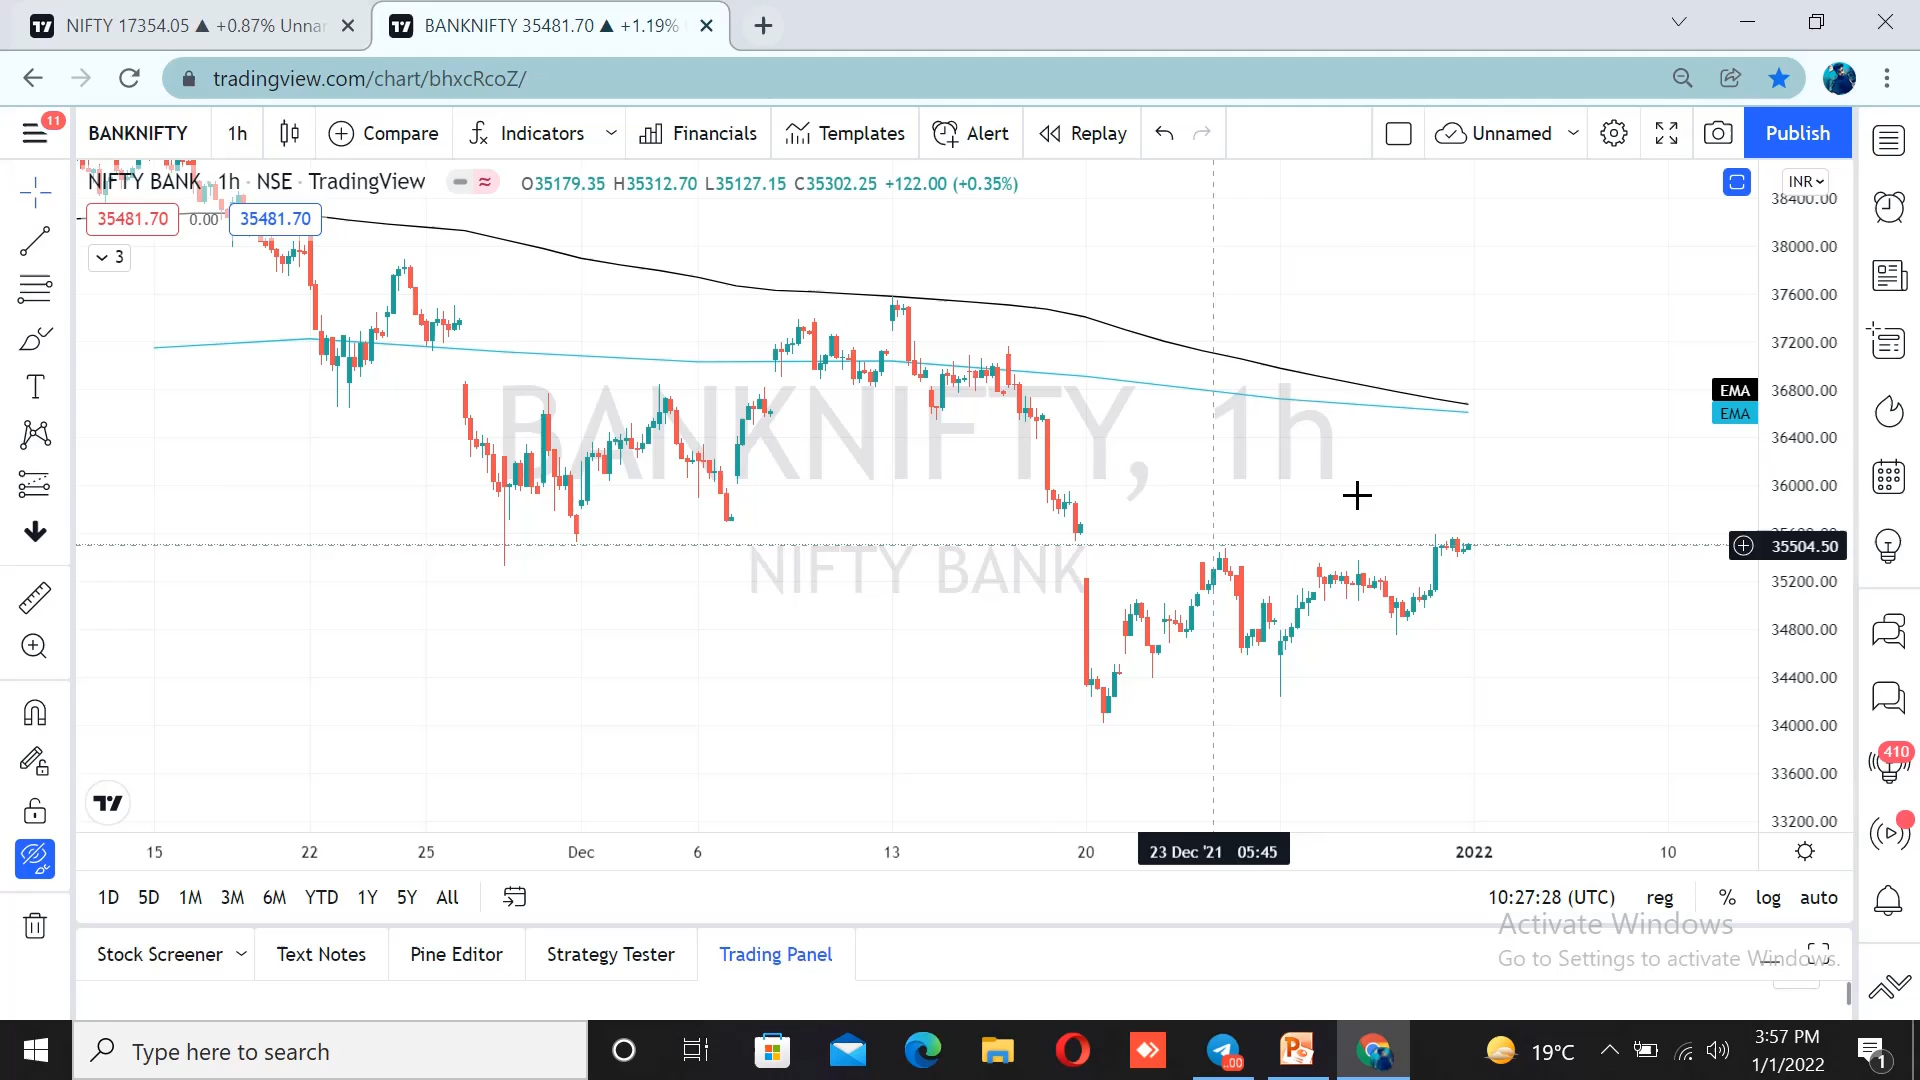 NIFTY 17354.05 ▲ +0.87% Unnar
BANKNIFTY 35481.70 ▲ +1.19%
tradingview.com/chart/bhxcRcoZ/
11
BANKNIFTY 1h Compare Indicators Financials Templates Alert Replay Unnamed Publish
NIFTY BANK · 1h · NSE · TradingView O35179.35 H35312.70 L35127.15 C35302.25 +122.00 (+0.35%)
INR
35481.70 0.00 35481.70
3
38400.00
38000.00
37600.00
37200.00
36800.00
36400.00
36000.00
35600.00
35504.50
35200.00
34800.00
34400.00
34000.00
33600.00
33200.00
EMA
EMA
BANKNIFTY, 1h
NIFTY BANK
410
15 22 25 Dec 6 13 20 23 Dec '21 05:45 2022 10
1D 5D 1M 3M 6M YTD 1Y 5Y All 10:27:28 (UTC) reg % log auto
Activate Windows
Go to Settings to activate Windows.
Stock Screener Text Notes Pine Editor Strategy Tester Trading Panel
Type here to search
.00
19°C
3:57 PM
1/1/2022
1